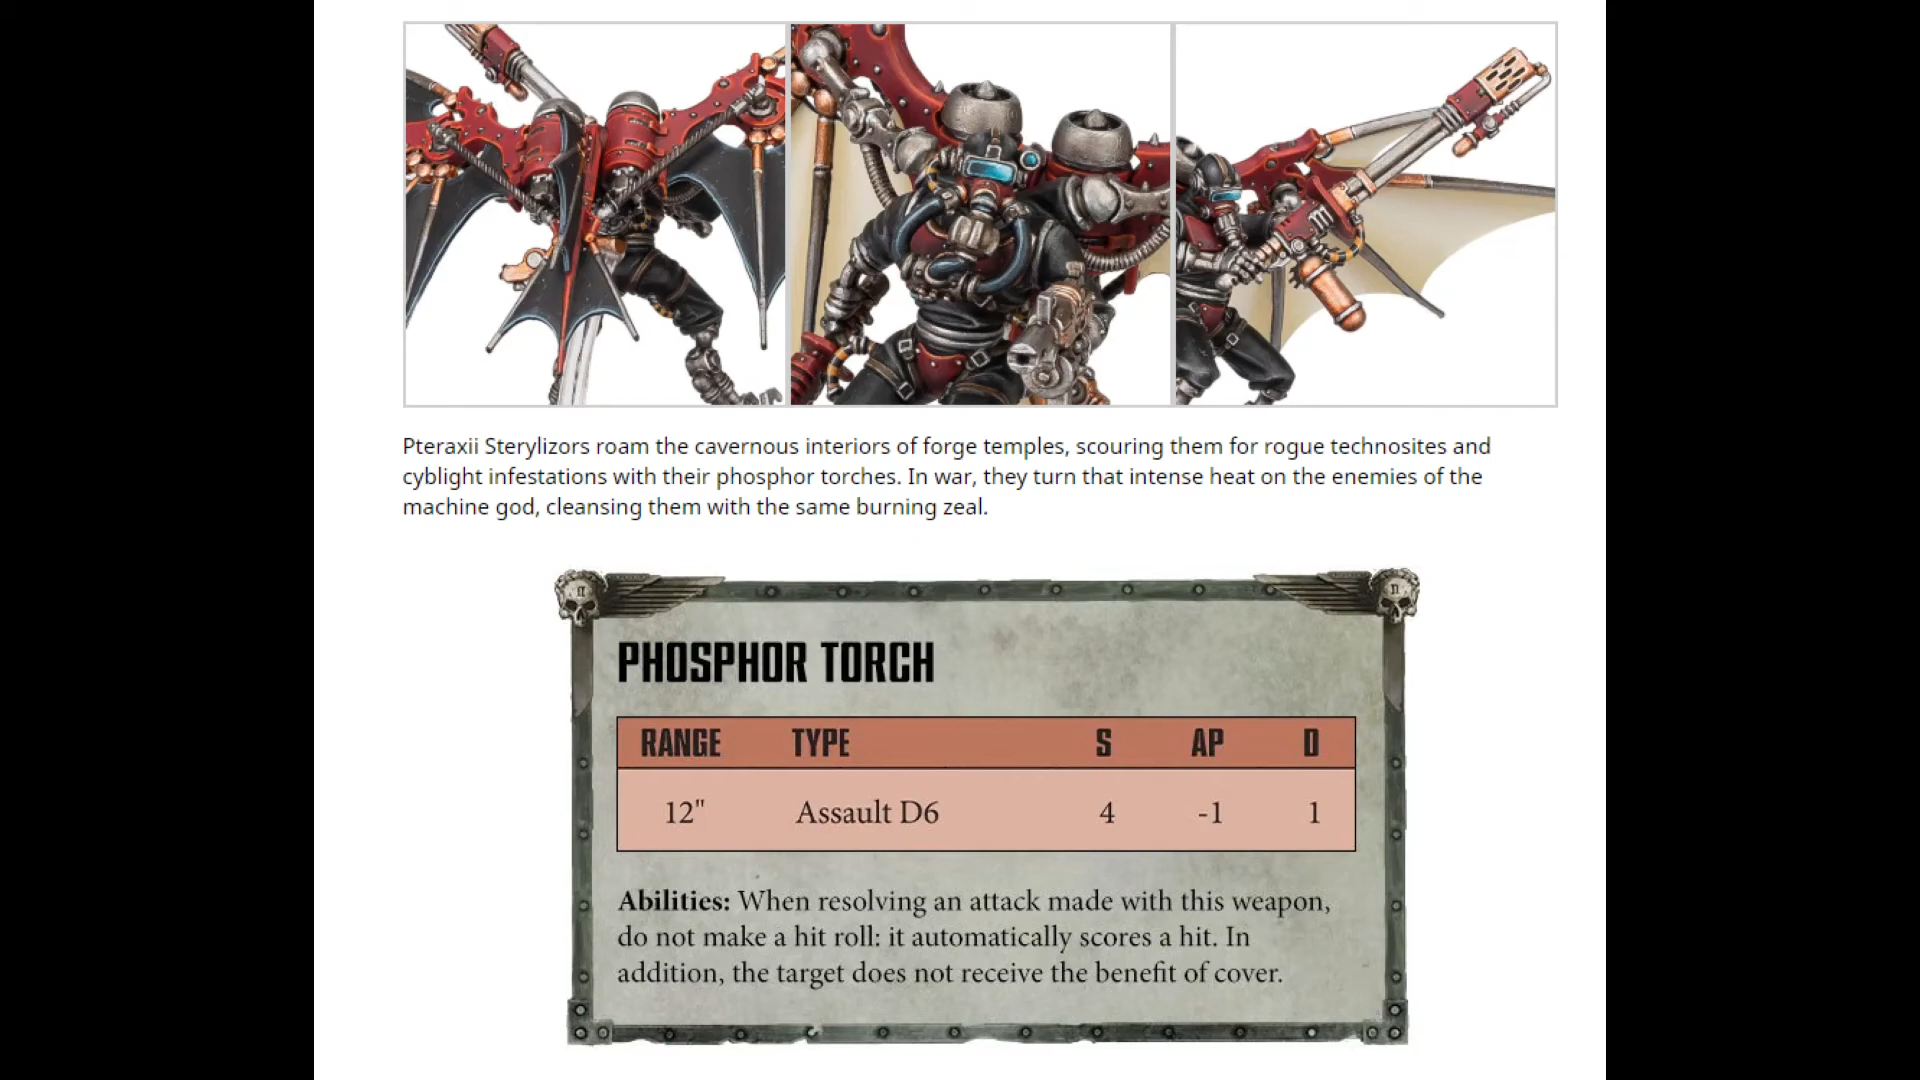 Pteraxii Sterylizors roam the cavernous interiors of forge temples, scouring them for rogue technosites and
cyblight infestations with their phosphor torches. In war, they turn that intense heat on the enemies of the
machine god, cleansing them with the same burning zeal.
PHOSPHOR TORCH
RANGE TYPE S AP D
12" Assault D6 4 -1 1
Abilities: When resolving an attack made with this weapon,
do not make a hit roll: it automatically scores a hit. In
addition, the target does not receive the benefit of cover.